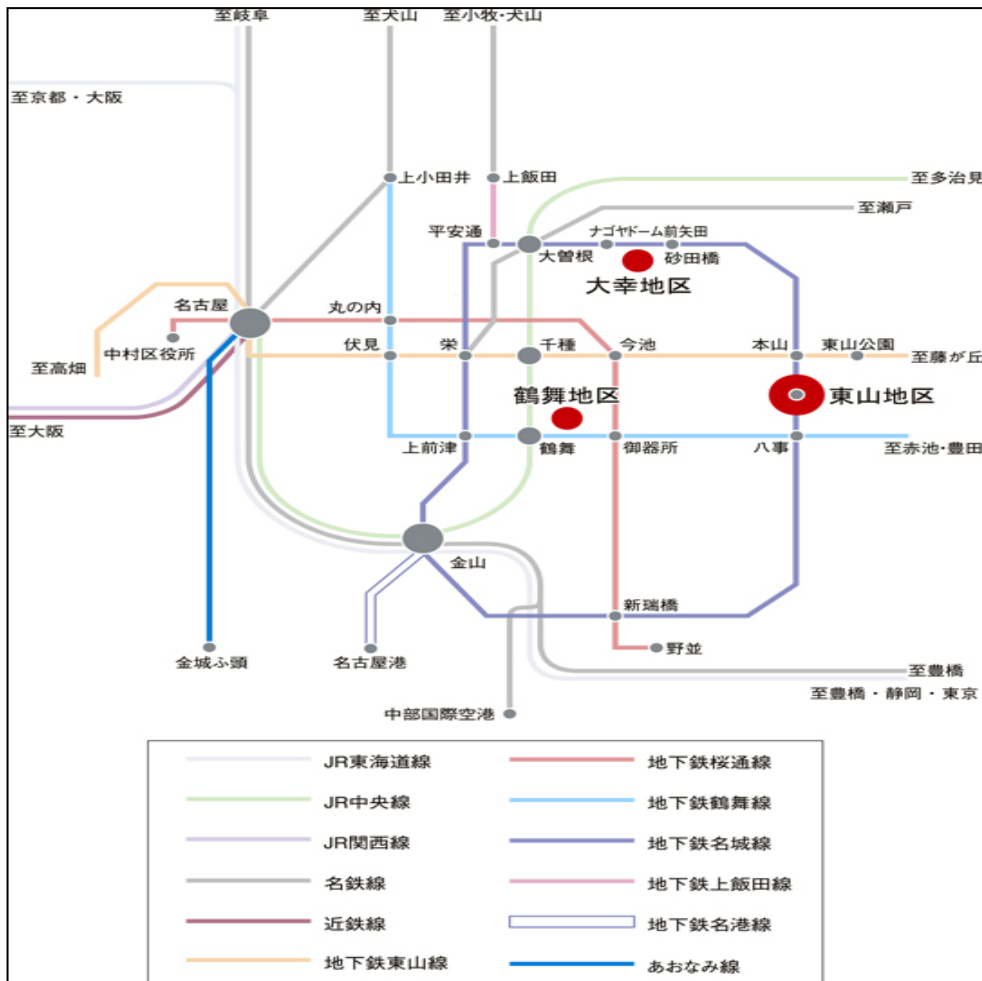 至岐阜
至犬山
至小牧・犬山
至京都・大阪
上小田井
上飯田
至多治見
至瀬戸
平安通
大曽根
ナゴヤドーム前矢田
砂田橋
大幸地区
名古屋
丸の内
中村区役所
伏見
栄
千種
今池
本山
東山公園
至藤が丘
至高畑
鶴舞地区
東山地区
至大阪
上前津
鶴舞
御器所
八事
至赤池・豊田
金山
新瑞橋
金城ふ頭
名古屋港
野並
至豊橋
至豊橋・静岡・東京
中部国際空港
JR東海道線
地下鉄桜通線
JR中央線
地下鉄鶴舞線
JR関西線
地下鉄名城線
名鉄線
地下鉄上飯田線
近鉄線
地下鉄名港線
地下鉄東山線
あおなみ線